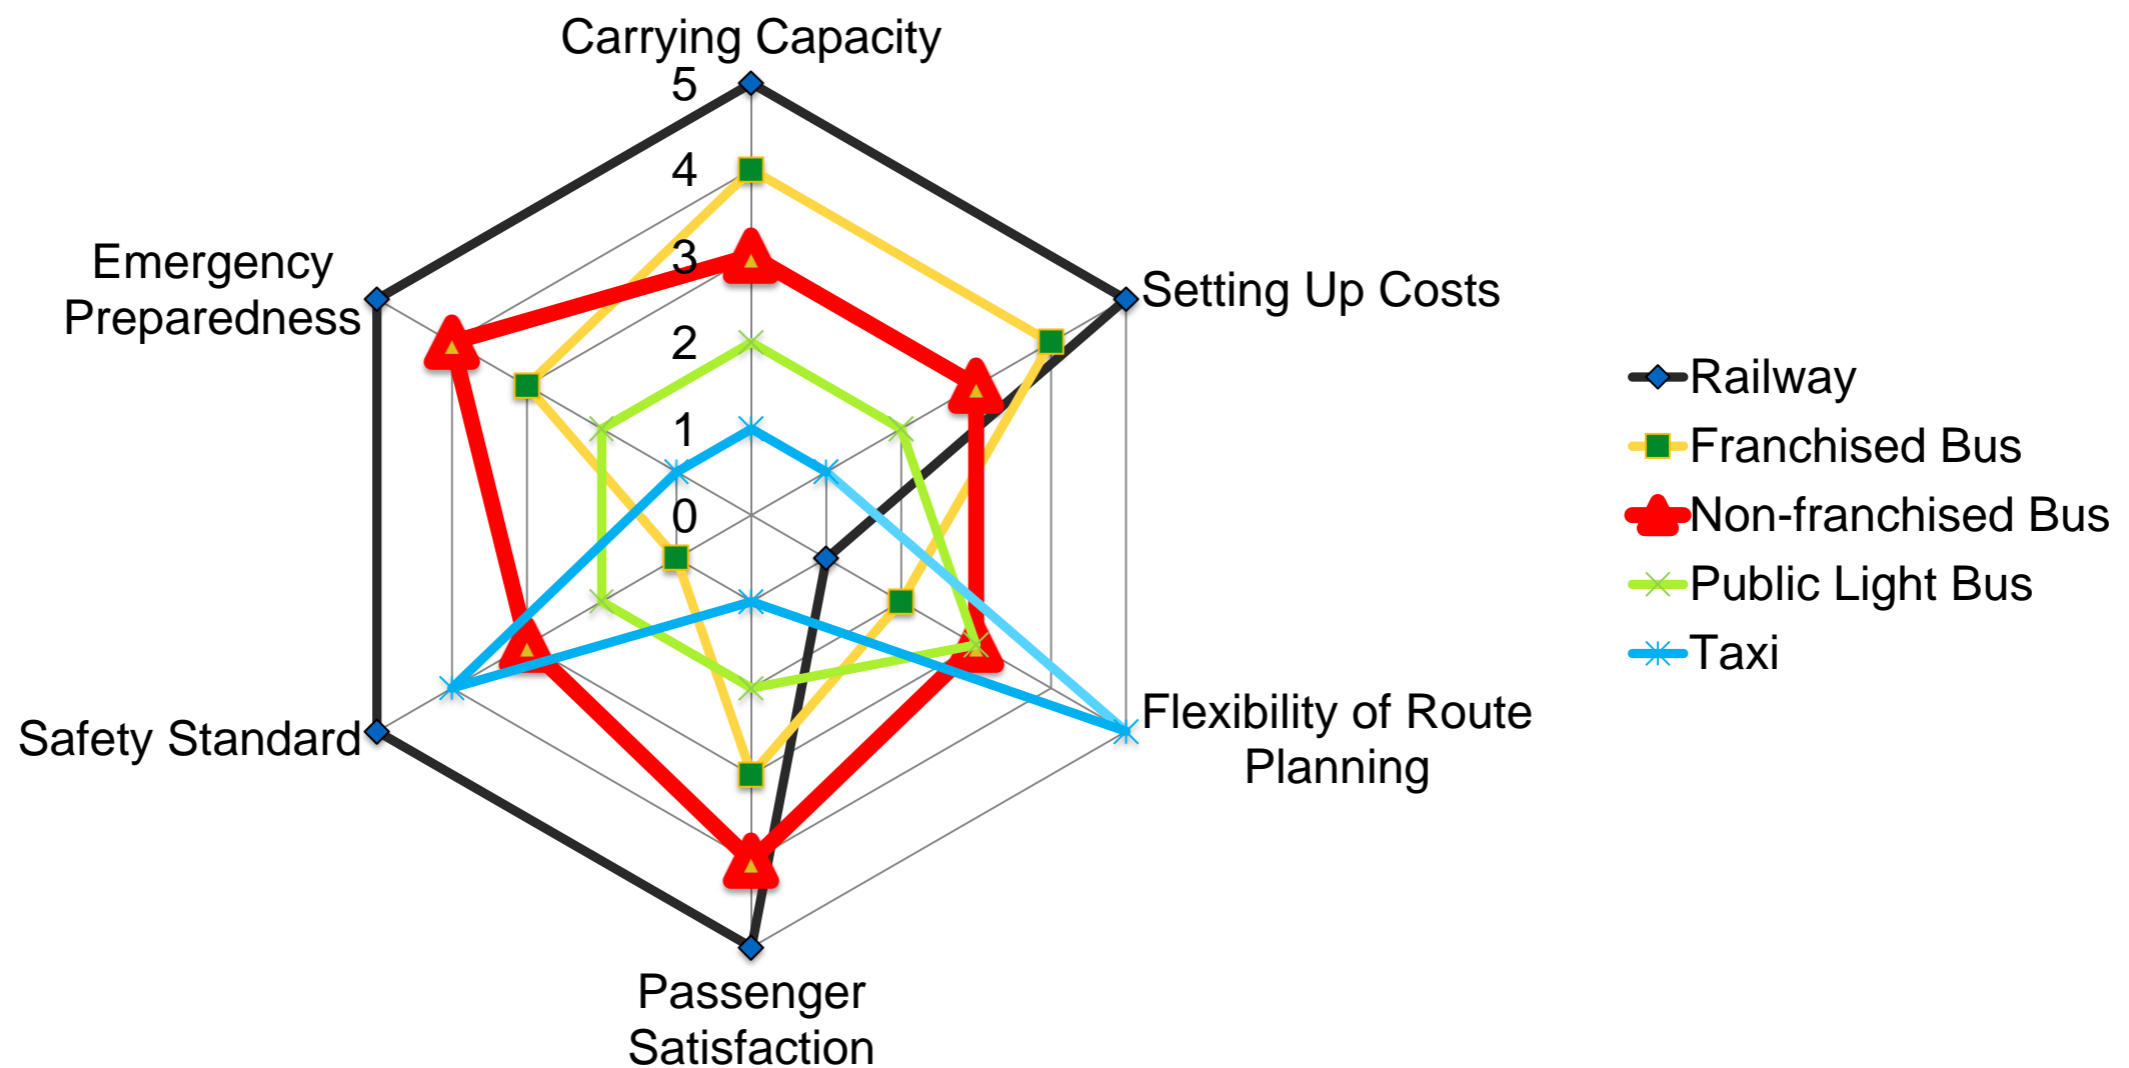 Carrying Capacity
5
4
3
2
1
0
Emergency
Preparedness
Setting Up Costs
Safety Standard
Flexibility of Route
Planning
Passenger
Satisfaction
Railway
Franchised Bus
Non-franchised Bus
Public Light Bus
Taxi